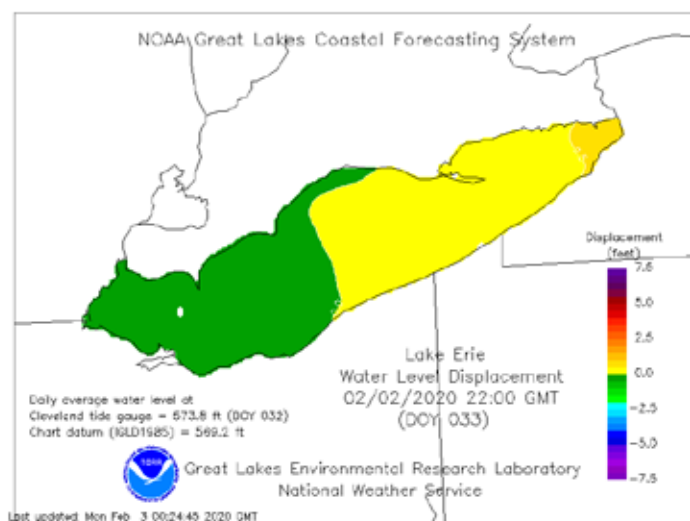 NOAA Great Lakes Coastal Forecasting System
Displacement
(feet)
7.5
5.0
2.5
0.0
-2.5
-5.0
-7.5
Lake Erie
Water Level Displacement
02/02/2020 22:00 GMT
(DOY 033)
Daily average water level at
Cleveland tide gauge = 573.8 ft (DOY 032)
Chart datum (IGLD1985) = 569.2 ft
Great Lakes Environmental Research Laboratory
National Weather Service
Last updated: Mon Feb 3 00:24:45 2020 GMT